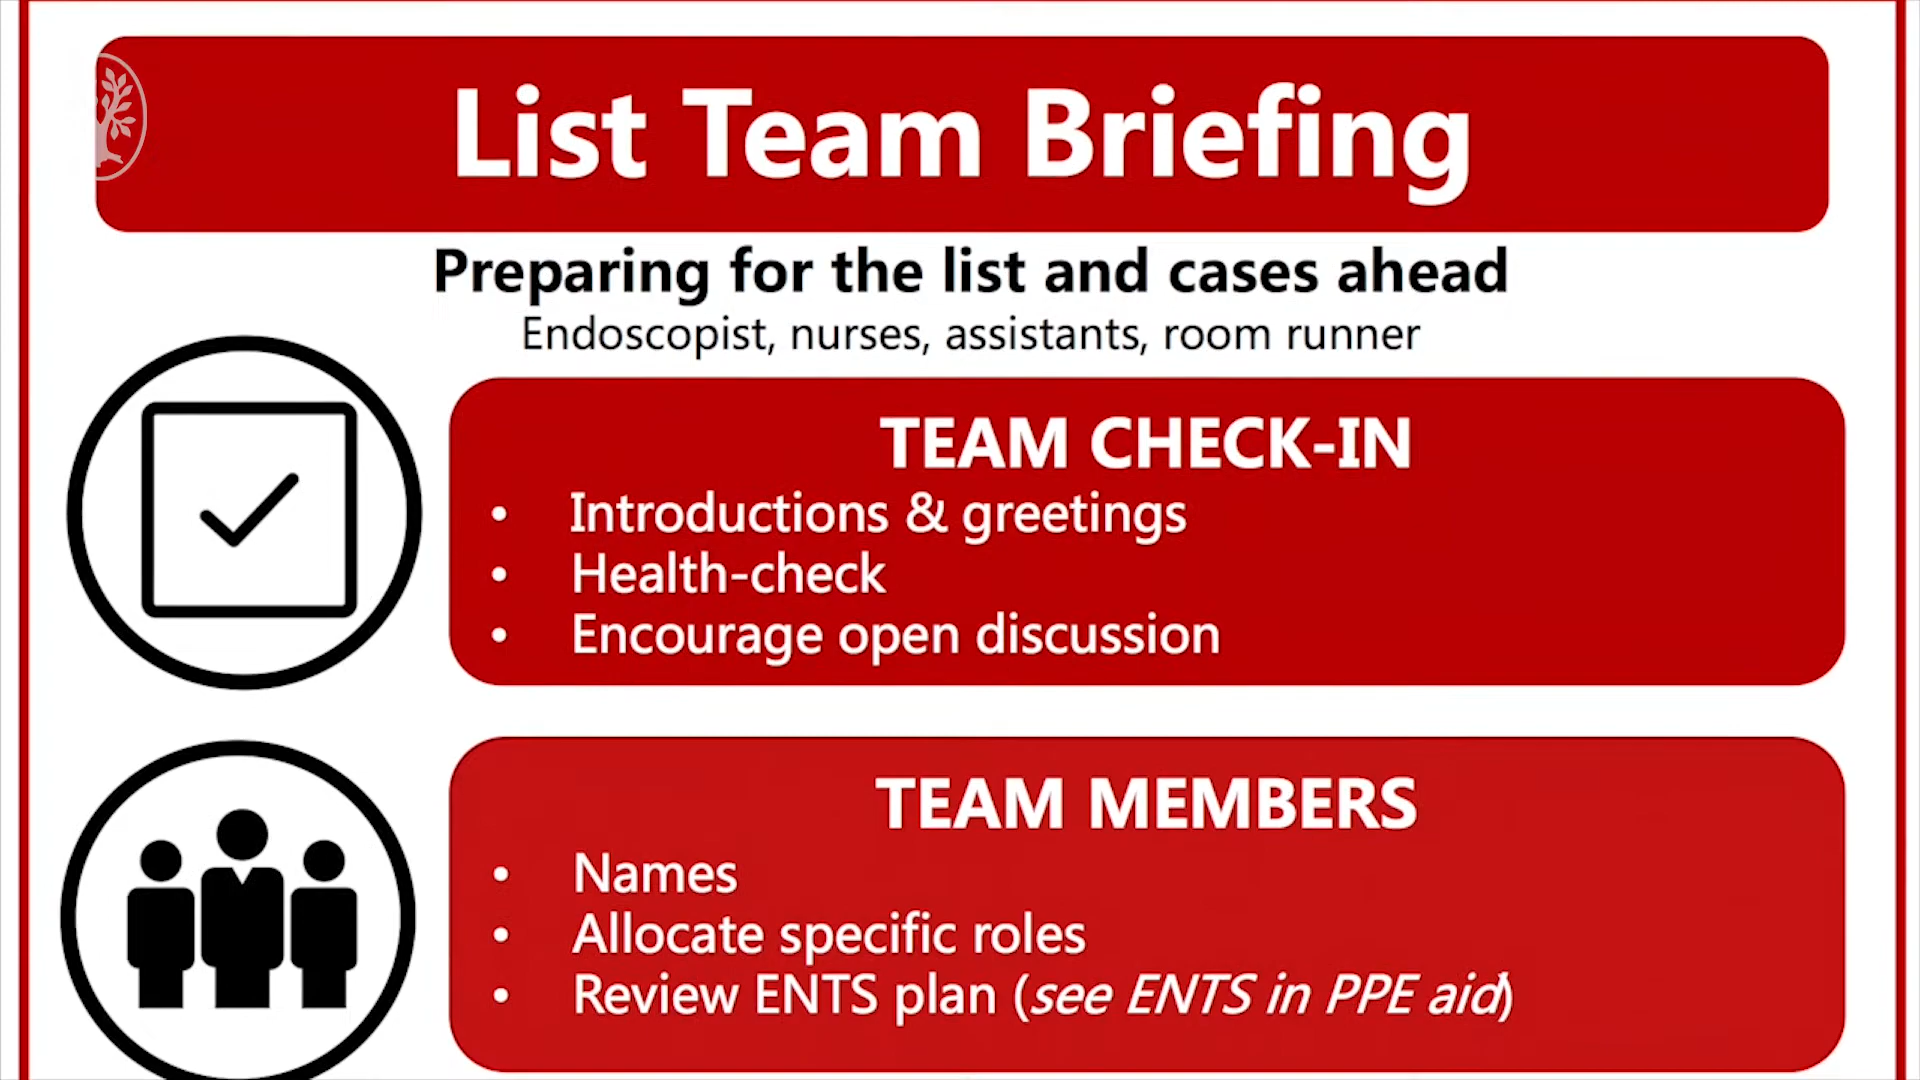 List Team Briefing
Preparing for the list and cases ahead
Endoscopist, nurses, assistants, room runner
TEAM CHECK-IN
• Introductions & greetings
• Health-check
• Encourage open discussion
TEAM MEMBERS
• Names
• Allocate specific roles
• Review ENTS plan (see ENTS in PPE aid)